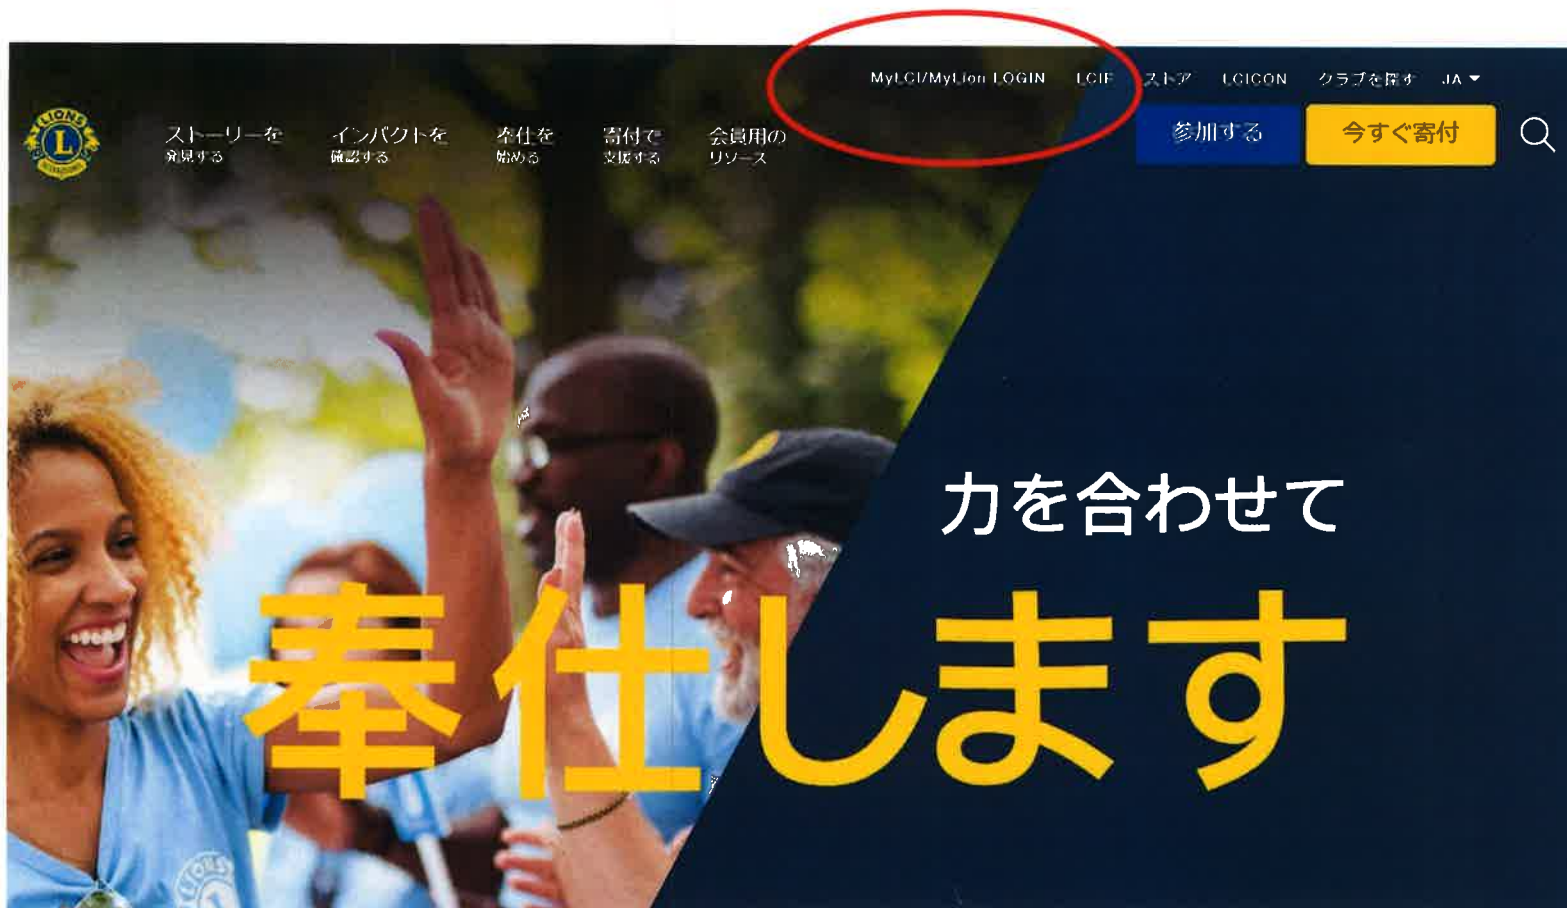 MyLCI/MyLion LOGIN LCIF ストア LCICON クラブを探す JA
LIONS
L
INTERNATIONAL
ストーリーを
発見する
インパクトを
確認する
奉仕を
始める
寄付で
支援する
会員用の
リソース
参加する
今すぐ寄付
力を合わせて
奉仕します
LIONS